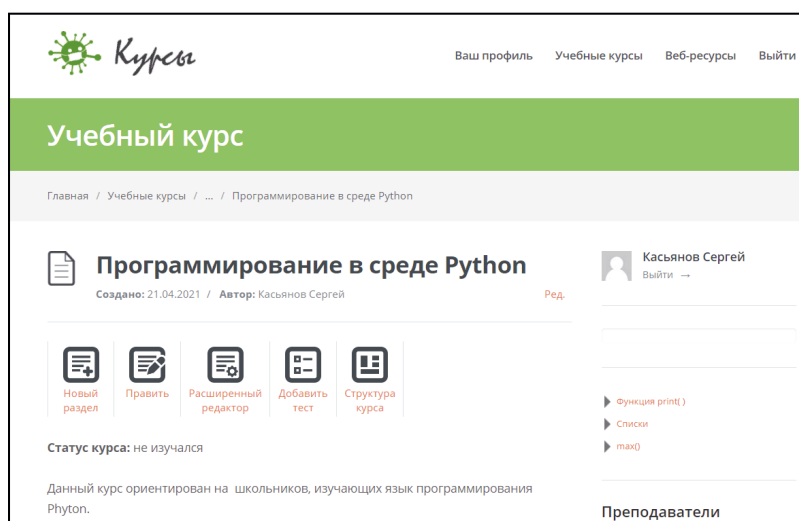 Курсы
Ваш профиль Учебные курсы Веб-ресурсы Выйти
Учебный курс
Главная / Учебные курсы / ... / Программирование в среде Python
Программирование в среде Python
Создано: 21.04.2021 / Автор: Касьянов Сергей Ред.
Новый раздел
Править
Расширенный редактор
Добавить тест
Структура курса
Статус курса: не изучался
Данный курс ориентирован на школьников, изучающих язык программирования
Phyton.
Касьянов Сергей
Выйти →
Функция print( )
Списки
max()
Преподаватели